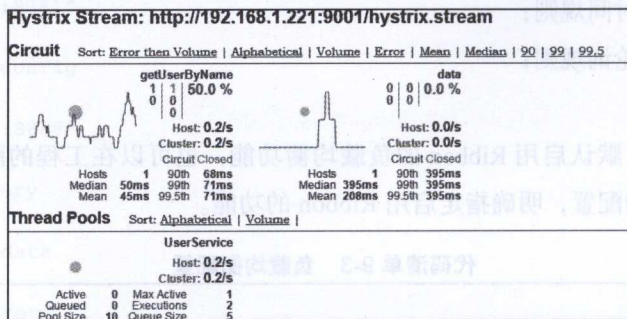 Hystrix Stream: http://192.168.1.221:9001/hystrix.stream
Circuit Sort: Error then Volume | Alphabetical | Volume | Error | Mean | Median | 90 | 99 | 99.5
getUserByName
1 1 50.0 %
0 0
0
Host: 0.2/s
Cluster: 0.2/s
Circuit Closed
Hosts 1 90th 68ms
Median 50ms 99th 71ms
Mean 45ms 99.5th 71ms
data
0 0 0.0 %
0 0
0
Host: 0.0/s
Cluster: 0.0/s
Circuit Closed
Hosts 1 90th 395ms
Median 395ms 99th 395ms
Mean 208ms 99.5th 395ms
Thread Pools Sort: Alphabetical | Volume |
UserService
Host: 0.2/s
Cluster: 0.2/s
Active 0 Max Active 1
Queued 0 Executions 2
Pool Size 10 Queue Size 5